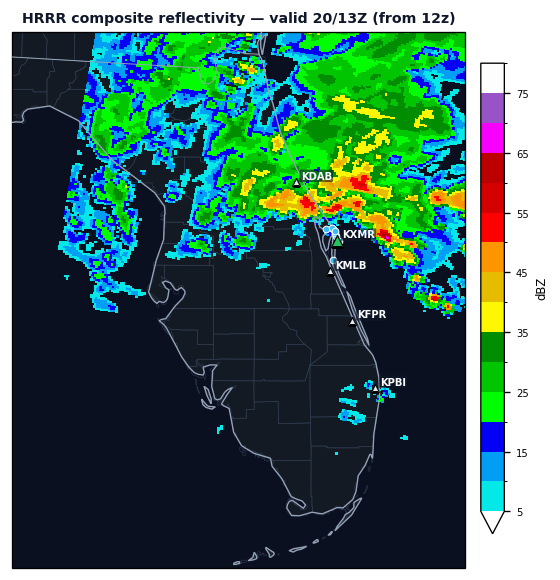 HRRR composite reflectivity — valid 20/13Z (from 12z)
KDAB
KXMR
KMLB
KFPR
KPBI
75
65
55
45
35
25
15
5
dBZ